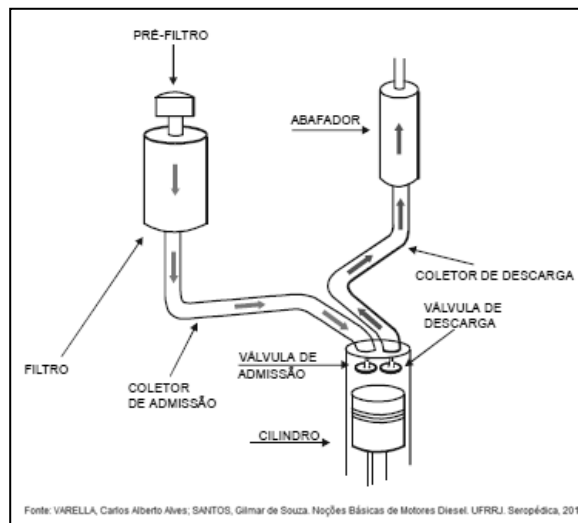 PRÉ-FILTRO
ABAFADOR
COLETOR DE DESCARGA
VÁLVULA DE
DESCARGA
FILTRO
COLETOR
DE ADMISSÃO
VÁLVULA DE
ADMISSÃO
CILINDRO
Fonte: VARELLA, Carlos Alberto Alves; SANTOS, Gilmar de Souza. Noções Básicas de Motores Diesel. UFRRJ. Seropédica, 201